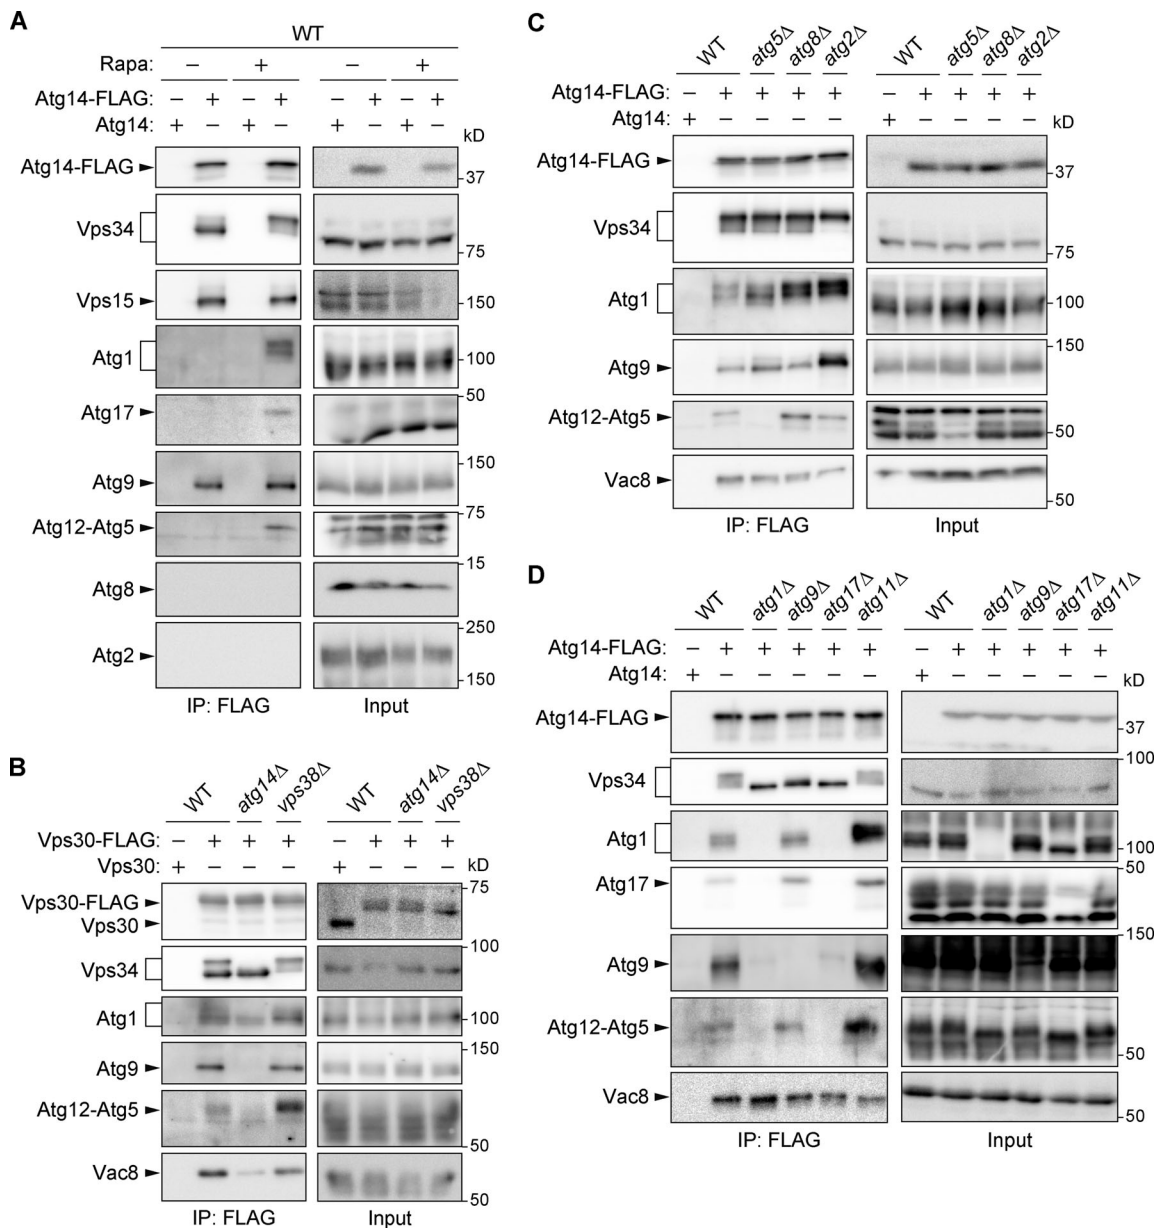 A
WT
Rapa: – + – +
Atg14-FLAG: – + – + – + – +
Atg14: + – + – + – + – kD
Atg14-FLAG 37
Vps34 75
Vps15 150
Atg1 100
Atg17 50
Atg9 150
Atg12-Atg5 75
Atg8 15
Atg2 250
150
IP: FLAG Input
B
WT atg14Δ vps38Δ WT atg14Δ vps38Δ
Vps30-FLAG: – + + + – + + +
Vps30: + – – – + – – – kD
Vps30-FLAG 75
Vps30
Vps34 100
Atg1 100
Atg9 150
Atg12-Atg5 50
Vac8 50
IP: FLAG Input
C
WT atg5Δ atg8Δ atg2Δ WT atg5Δ atg8Δ atg2Δ
Atg14-FLAG: – + + + + – + + + +
Atg14: + – – – – + – – – – kD
Atg14-FLAG 37
Vps34 75
Atg1 100
Atg9 150
Atg12-Atg5 50
Vac8 50
IP: FLAG Input
D
WT atg1Δ atg9Δ atg17Δ atg11Δ WT atg1Δ atg9Δ atg17Δ atg11Δ
Atg14-FLAG: – + + + + + – + + + + +
Atg14: + – – – – – + – – – – – kD
Atg14-FLAG 37
Vps34 100
Atg1 100
Atg17 50
Atg9 150
Atg12-Atg5 50
Vac8 50
IP: FLAG Input